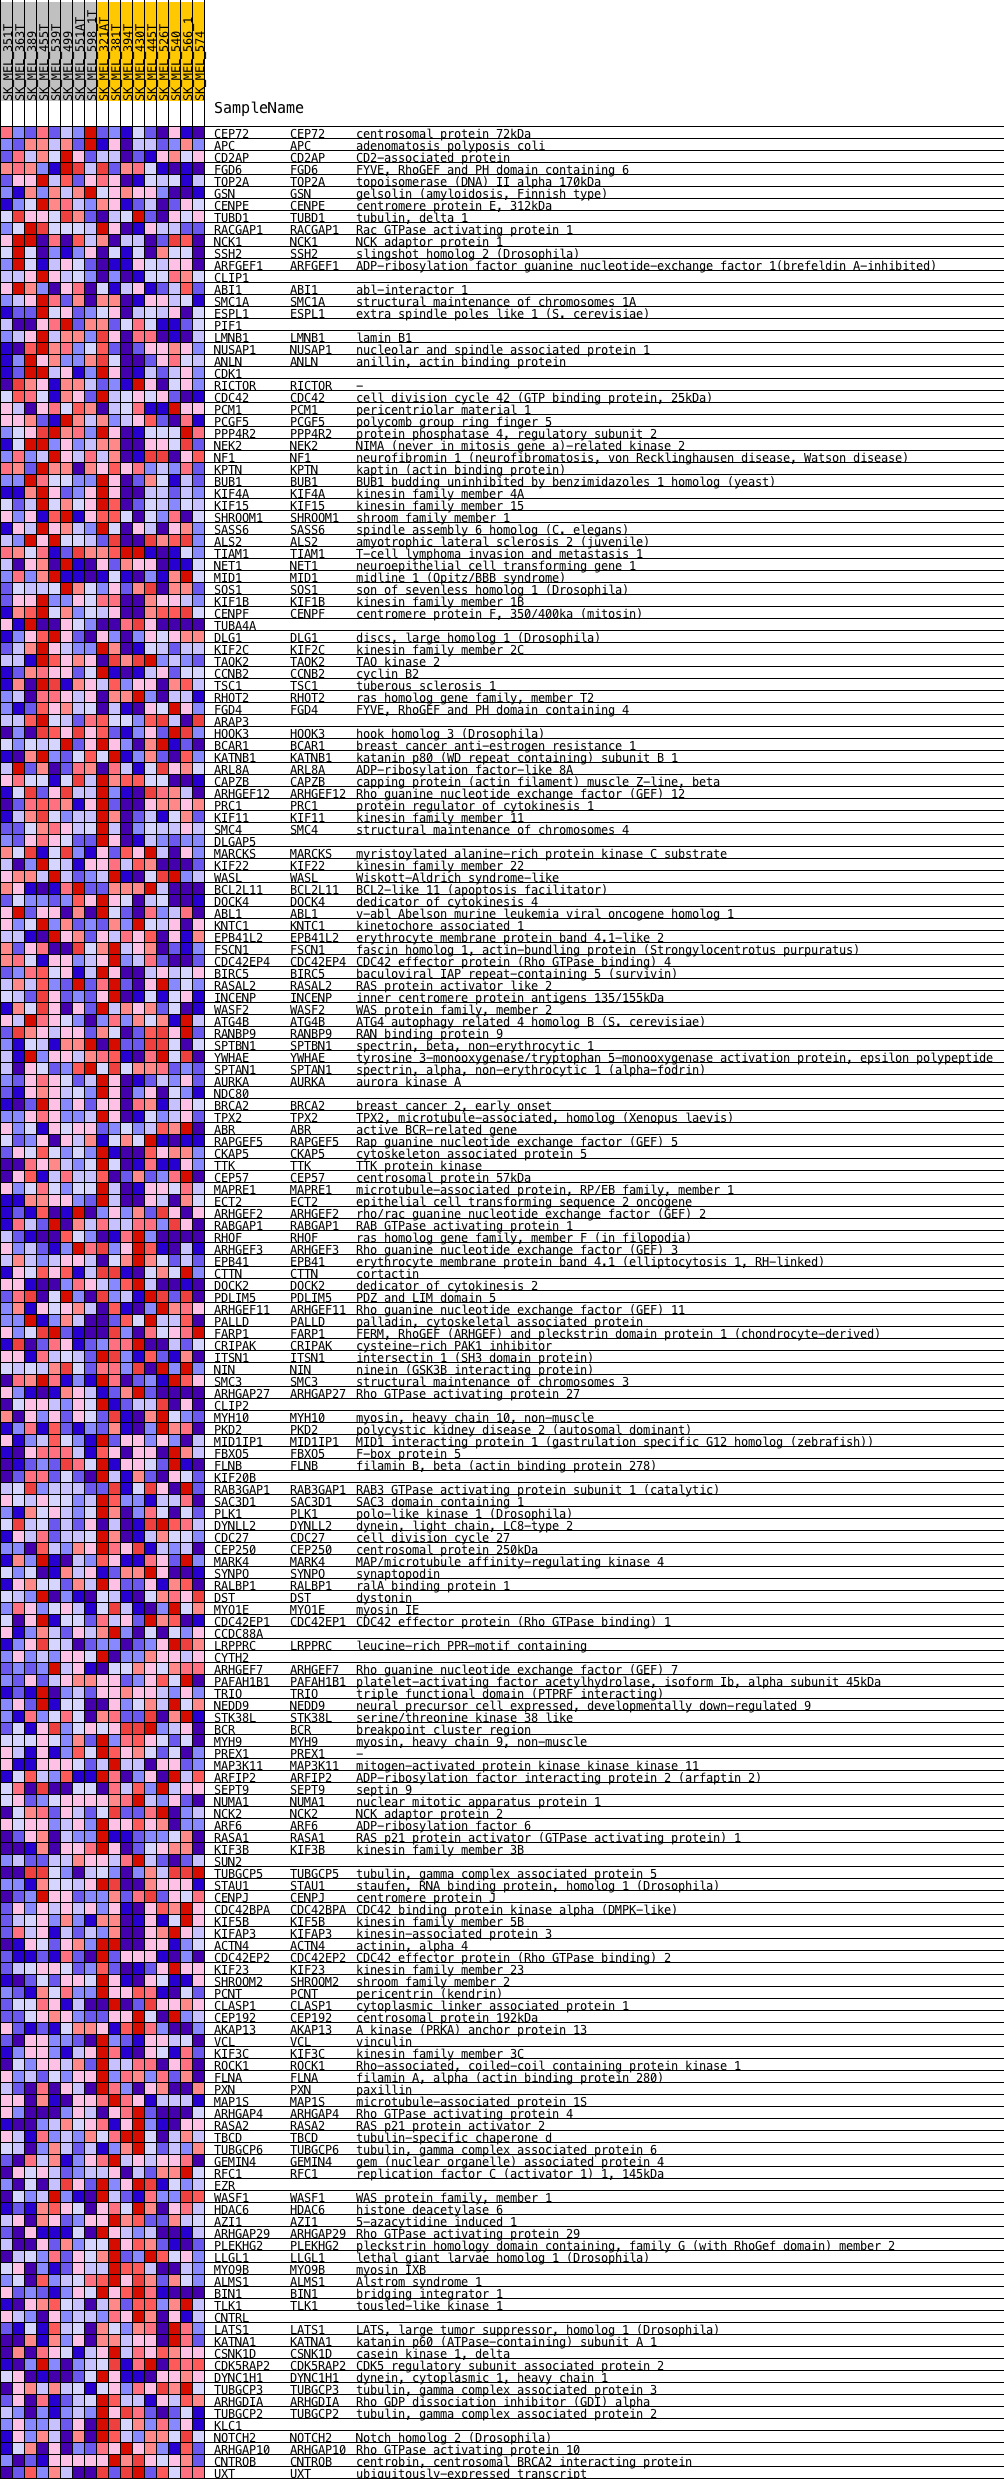 SK_MEL_351T
SK_MEL_363T
SK_MEL_389
SK_MEL_455T
SK_MEL_539T
SK_MEL_499
SK_MEL_551AT
SK_MEL_598_1T
SK_MEL_321AT
SK_MEL_381T
SK_MEL_394T
SK_MEL_430T
SK_MEL_445T
SK_MEL_526T
SK_MEL_540
SK_MEL_566_1
SK_MEL_574
SampleName
CEP72 CEP72 centrosomal protein 72kDa
APC APC adenomatosis polyposis coli
CD2AP CD2AP CD2-associated protein
FGD6 FGD6 FYVE, RhoGEF and PH domain containing 6
TOP2A TOP2A topoisomerase (DNA) II alpha 170kDa
GSN GSN gelsolin (amyloidosis, Finnish type)
CENPE CENPE centromere protein E, 312kDa
TUBD1 TUBD1 tubulin, delta 1
RACGAP1 RACGAP1 Rac GTPase activating protein 1
NCK1 NCK1 NCK adaptor protein 1
SSH2 SSH2 slingshot homolog 2 (Drosophila)
ARFGEF1 ARFGEF1 ADP-ribosylation factor guanine nucleotide-exchange factor 1(brefeldin A-inhibited)
CLIP1
ABI1 ABI1 abl-interactor 1
SMC1A SMC1A structural maintenance of chromosomes 1A
ESPL1 ESPL1 extra spindle poles like 1 (S. cerevisiae)
PIF1
LMNB1 LMNB1 lamin B1
NUSAP1 NUSAP1 nucleolar and spindle associated protein 1
ANLN ANLN anillin, actin binding protein
CDK1
RICTOR RICTOR -
CDC42 CDC42 cell division cycle 42 (GTP binding protein, 25kDa)
PCM1 PCM1 pericentriolar material 1
PCGF5 PCGF5 polycomb group ring finger 5
PPP4R2 PPP4R2 protein phosphatase 4, regulatory subunit 2
NEK2 NEK2 NIMA (never in mitosis gene a)-related kinase 2
NF1 NF1 neurofibromin 1 (neurofibromatosis, von Recklinghausen disease, Watson disease)
KPTN KPTN kaptin (actin binding protein)
BUB1 BUB1 BUB1 budding uninhibited by benzimidazoles 1 homolog (yeast)
KIF4A KIF4A kinesin family member 4A
KIF15 KIF15 kinesin family member 15
SHROOM1 SHROOM1 shroom family member 1
SASS6 SASS6 spindle assembly 6 homolog (C. elegans)
ALS2 ALS2 amyotrophic lateral sclerosis 2 (juvenile)
TIAM1 TIAM1 T-cell lymphoma invasion and metastasis 1
NET1 NET1 neuroepithelial cell transforming gene 1
MID1 MID1 midline 1 (Opitz/BBB syndrome)
SOS1 SOS1 son of sevenless homolog 1 (Drosophila)
KIF1B KIF1B kinesin family member 1B
CENPF CENPF centromere protein F, 350/400ka (mitosin)
TUBA4A
DLG1 DLG1 discs, large homolog 1 (Drosophila)
KIF2C KIF2C kinesin family member 2C
TAOK2 TAOK2 TAO kinase 2
CCNB2 CCNB2 cyclin B2
TSC1 TSC1 tuberous sclerosis 1
RHOT2 RHOT2 ras homolog gene family, member T2
FGD4 FGD4 FYVE, RhoGEF and PH domain containing 4
ARAP3
HOOK3 HOOK3 hook homolog 3 (Drosophila)
BCAR1 BCAR1 breast cancer anti-estrogen resistance 1
KATNB1 KATNB1 katanin p80 (WD repeat containing) subunit B 1
ARL8A ARL8A ADP-ribosylation factor-like 8A
CAPZB CAPZB capping protein (actin filament) muscle Z-line, beta
ARHGEF12 ARHGEF12 Rho guanine nucleotide exchange factor (GEF) 12
PRC1 PRC1 protein regulator of cytokinesis 1
KIF11 KIF11 kinesin family member 11
SMC4 SMC4 structural maintenance of chromosomes 4
DLGAP5
MARCKS MARCKS myristoylated alanine-rich protein kinase C substrate
KIF22 KIF22 kinesin family member 22
WASL WASL Wiskott-Aldrich syndrome-like
BCL2L11 BCL2L11 BCL2-like 11 (apoptosis facilitator)
DOCK4 DOCK4 dedicator of cytokinesis 4
ABL1 ABL1 v-abl Abelson murine leukemia viral oncogene homolog 1
KNTC1 KNTC1 kinetochore associated 1
EPB41L2 EPB41L2 erythrocyte membrane protein band 4.1-like 2
FSCN1 FSCN1 fascin homolog 1, actin-bundling protein (Strongylocentrotus purpuratus)
CDC42EP4 CDC42EP4 CDC42 effector protein (Rho GTPase binding) 4
BIRC5 BIRC5 baculoviral IAP repeat-containing 5 (survivin)
RASAL2 RASAL2 RAS protein activator like 2
INCENP INCENP inner centromere protein antigens 135/155kDa
WASF2 WASF2 WAS protein family, member 2
ATG4B ATG4B ATG4 autophagy related 4 homolog B (S. cerevisiae)
RANBP9 RANBP9 RAN binding protein 9
SPTBN1 SPTBN1 spectrin, beta, non-erythrocytic 1
YWHAE YWHAE tyrosine 3-monooxygenase/tryptophan 5-monooxygenase activation protein, epsilon polypeptide
SPTAN1 SPTAN1 spectrin, alpha, non-erythrocytic 1 (alpha-fodrin)
AURKA AURKA aurora kinase A
NDC80
BRCA2 BRCA2 breast cancer 2, early onset
TPX2 TPX2 TPX2, microtubule-associated, homolog (Xenopus laevis)
ABR ABR active BCR-related gene
RAPGEF5 RAPGEF5 Rap guanine nucleotide exchange factor (GEF) 5
CKAP5 CKAP5 cytoskeleton associated protein 5
TTK TTK TTK protein kinase
CEP57 CEP57 centrosomal protein 57kDa
MAPRE1 MAPRE1 microtubule-associated protein, RP/EB family, member 1
ECT2 ECT2 epithelial cell transforming sequence 2 oncogene
ARHGEF2 ARHGEF2 rho/rac guanine nucleotide exchange factor (GEF) 2
RABGAP1 RABGAP1 RAB GTPase activating protein 1
RHOF RHOF ras homolog gene family, member F (in filopodia)
ARHGEF3 ARHGEF3 Rho guanine nucleotide exchange factor (GEF) 3
EPB41 EPB41 erythrocyte membrane protein band 4.1 (elliptocytosis 1, RH-linked)
CTTN CTTN cortactin
DOCK2 DOCK2 dedicator of cytokinesis 2
PDLIM5 PDLIM5 PDZ and LIM domain 5
ARHGEF11 ARHGEF11 Rho guanine nucleotide exchange factor (GEF) 11
PALLD PALLD palladin, cytoskeletal associated protein
FARP1 FARP1 FERM, RhoGEF (ARHGEF) and pleckstrin domain protein 1 (chondrocyte-derived)
CRIPAK CRIPAK cysteine-rich PAK1 inhibitor
ITSN1 ITSN1 intersectin 1 (SH3 domain protein)
NIN NIN ninein (GSK3B interacting protein)
SMC3 SMC3 structural maintenance of chromosomes 3
ARHGAP27 ARHGAP27 Rho GTPase activating protein 27
CLIP2
MYH10 MYH10 myosin, heavy chain 10, non-muscle
PKD2 PKD2 polycystic kidney disease 2 (autosomal dominant)
MID1IP1 MID1IP1 MID1 interacting protein 1 (gastrulation specific G12 homolog (zebrafish))
FBXO5 FBXO5 F-box protein 5
FLNB FLNB filamin B, beta (actin binding protein 278)
KIF20B
RAB3GAP1 RAB3GAP1 RAB3 GTPase activating protein subunit 1 (catalytic)
SAC3D1 SAC3D1 SAC3 domain containing 1
PLK1 PLK1 polo-like kinase 1 (Drosophila)
DYNLL2 DYNLL2 dynein, light chain, LC8-type 2
CDC27 CDC27 cell division cycle 27
CEP250 CEP250 centrosomal protein 250kDa
MARK4 MARK4 MAP/microtubule affinity-regulating kinase 4
SYNPO SYNPO synaptopodin
RALBP1 RALBP1 ralA binding protein 1
DST DST dystonin
MYO1E MYO1E myosin IE
CDC42EP1 CDC42EP1 CDC42 effector protein (Rho GTPase binding) 1
CCDC88A
LRPPRC LRPPRC leucine-rich PPR-motif containing
CYTH2
ARHGEF7 ARHGEF7 Rho guanine nucleotide exchange factor (GEF) 7
PAFAH1B1 PAFAH1B1 platelet-activating factor acetylhydrolase, isoform Ib, alpha subunit 45kDa
TRIO TRIO triple functional domain (PTPRF interacting)
NEDD9 NEDD9 neural precursor cell expressed, developmentally down-regulated 9
STK38L STK38L serine/threonine kinase 38 like
BCR BCR breakpoint cluster region
MYH9 MYH9 myosin, heavy chain 9, non-muscle
PREX1 PREX1 -
MAP3K11 MAP3K11 mitogen-activated protein kinase kinase kinase 11
ARFIP2 ARFIP2 ADP-ribosylation factor interacting protein 2 (arfaptin 2)
SEPT9 SEPT9 septin 9
NUMA1 NUMA1 nuclear mitotic apparatus protein 1
NCK2 NCK2 NCK adaptor protein 2
ARF6 ARF6 ADP-ribosylation factor 6
RASA1 RASA1 RAS p21 protein activator (GTPase activating protein) 1
KIF3B KIF3B kinesin family member 3B
SUN2
TUBGCP5 TUBGCP5 tubulin, gamma complex associated protein 5
STAU1 STAU1 staufen, RNA binding protein, homolog 1 (Drosophila)
CENPJ CENPJ centromere protein J
CDC42BPA CDC42BPA CDC42 binding protein kinase alpha (DMPK-like)
KIF5B KIF5B kinesin family member 5B
KIFAP3 KIFAP3 kinesin-associated protein 3
ACTN4 ACTN4 actinin, alpha 4
CDC42EP2 CDC42EP2 CDC42 effector protein (Rho GTPase binding) 2
KIF23 KIF23 kinesin family member 23
SHROOM2 SHROOM2 shroom family member 2
PCNT PCNT pericentrin (kendrin)
CLASP1 CLASP1 cytoplasmic linker associated protein 1
CEP192 CEP192 centrosomal protein 192kDa
AKAP13 AKAP13 A kinase (PRKA) anchor protein 13
VCL VCL vinculin
KIF3C KIF3C kinesin family member 3C
ROCK1 ROCK1 Rho-associated, coiled-coil containing protein kinase 1
FLNA FLNA filamin A, alpha (actin binding protein 280)
PXN PXN paxillin
MAP1S MAP1S microtubule-associated protein 1S
ARHGAP4 ARHGAP4 Rho GTPase activating protein 4
RASA2 RASA2 RAS p21 protein activator 2
TBCD TBCD tubulin-specific chaperone d
TUBGCP6 TUBGCP6 tubulin, gamma complex associated protein 6
GEMIN4 GEMIN4 gem (nuclear organelle) associated protein 4
RFC1 RFC1 replication factor C (activator 1) 1, 145kDa
EZR
WASF1 WASF1 WAS protein family, member 1
HDAC6 HDAC6 histone deacetylase 6
AZI1 AZI1 5-azacytidine induced 1
ARHGAP29 ARHGAP29 Rho GTPase activating protein 29
PLEKHG2 PLEKHG2 pleckstrin homology domain containing, family G (with RhoGef domain) member 2
LLGL1 LLGL1 lethal giant larvae homolog 1 (Drosophila)
MYO9B MYO9B myosin IXB
ALMS1 ALMS1 Alstrom syndrome 1
BIN1 BIN1 bridging integrator 1
TLK1 TLK1 tousled-like kinase 1
CNTRL
LATS1 LATS1 LATS, large tumor suppressor, homolog 1 (Drosophila)
KATNA1 KATNA1 katanin p60 (ATPase-containing) subunit A 1
CSNK1D CSNK1D casein kinase 1, delta
CDK5RAP2 CDK5RAP2 CDK5 regulatory subunit associated protein 2
DYNC1H1 DYNC1H1 dynein, cytoplasmic 1, heavy chain 1
TUBGCP3 TUBGCP3 tubulin, gamma complex associated protein 3
ARHGDIA ARHGDIA Rho GDP dissociation inhibitor (GDI) alpha
TUBGCP2 TUBGCP2 tubulin, gamma complex associated protein 2
KLC1
NOTCH2 NOTCH2 Notch homolog 2 (Drosophila)
ARHGAP10 ARHGAP10 Rho GTPase activating protein 10
CNTROB CNTROB centrobin, centrosomal BRCA2 interacting protein
UXT UXT ubiquitously-expressed transcript